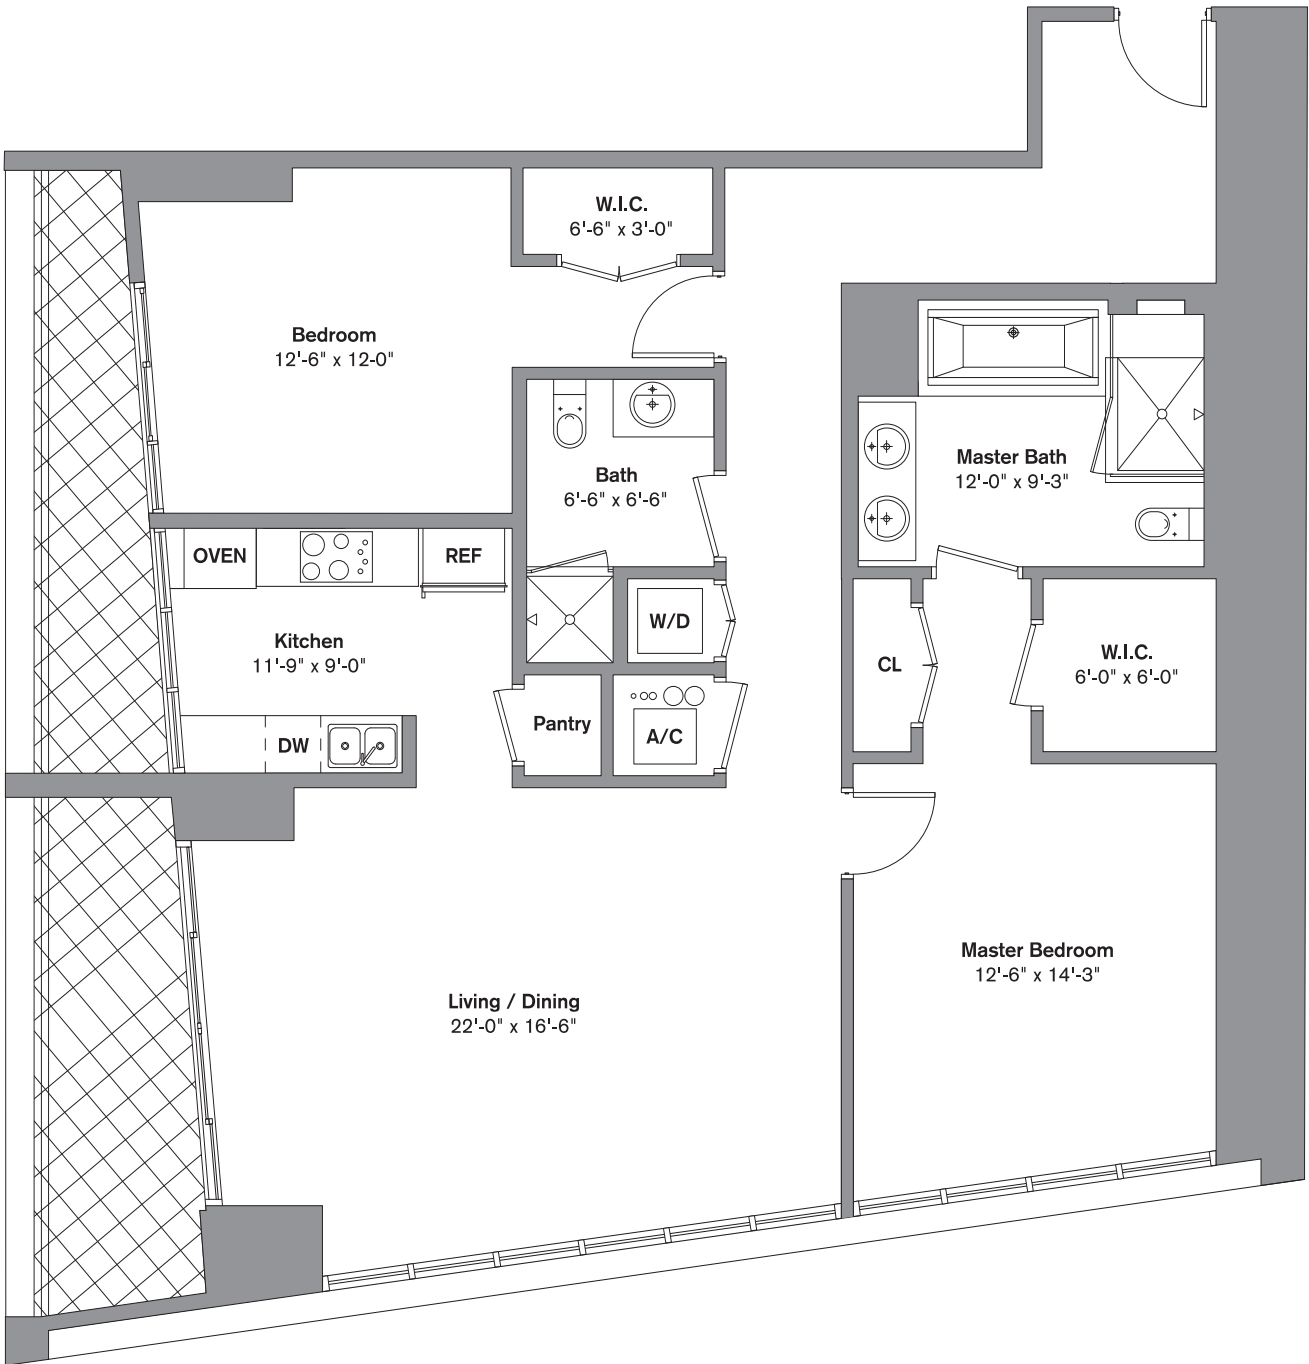 W.I.C.
6'-6" x 3'-0"
Bedroom
12'-6" x 12-0"
Bath
6'-6" x 6'-6"
Master Bath
12'-0" x 9'-3"
OVEN
REF
Kitchen
11'-9" x 9'-0"
W/D
CL
W.I.C.
6'-0" x 6'-0"
Pantry
A/C
DW
Living / Dining
22'-0" x 16'-6"
Master Bedroom
12'-6" x 14'-3"